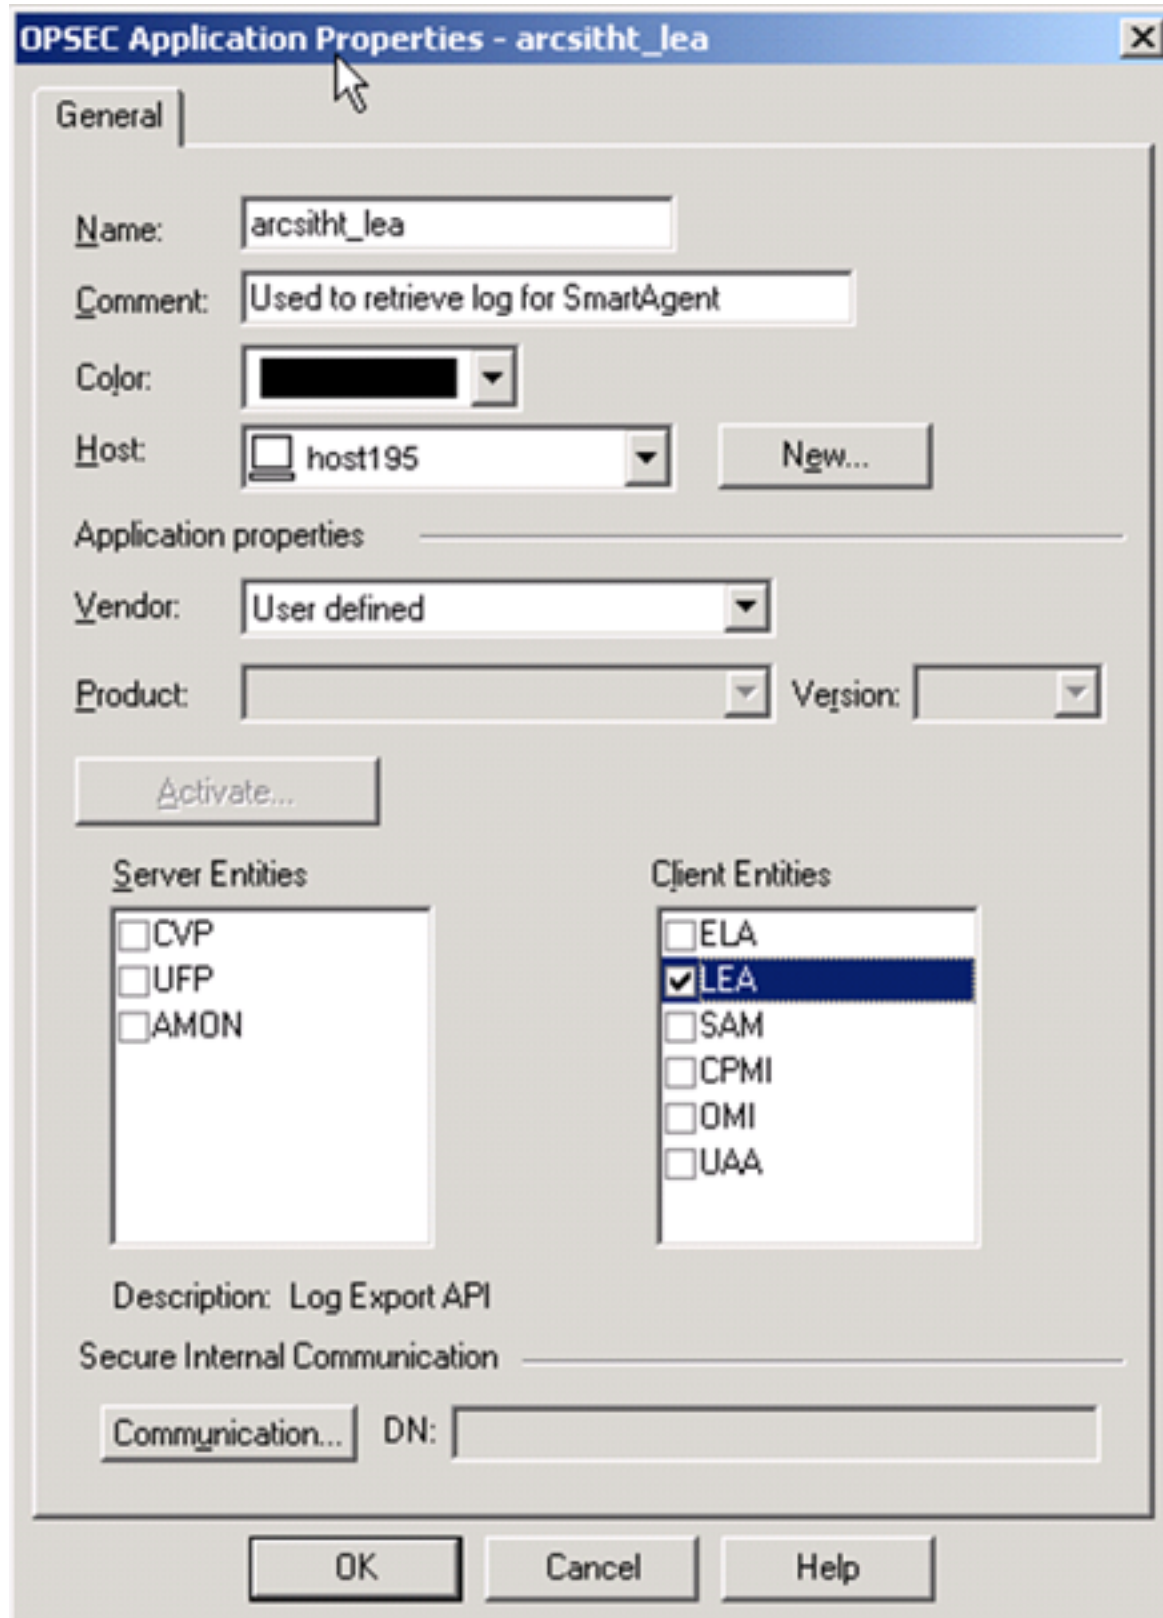 OPSEC Application Properties - arcsitht_lea
General
Name: arcsitht_lea
Comment: Used to retrieve log for SmartAgent
Color:
Host: host195 New...
Application properties
Vendor: User defined
Product: Version:
Activate...
Server Entities Client Entities
CVP ELA
UFP LEA
AMON SAM
CPMI
OMI
UAA
Description: Log Export API
Secure Internal Communication
Communication... DN:
OK Cancel Help